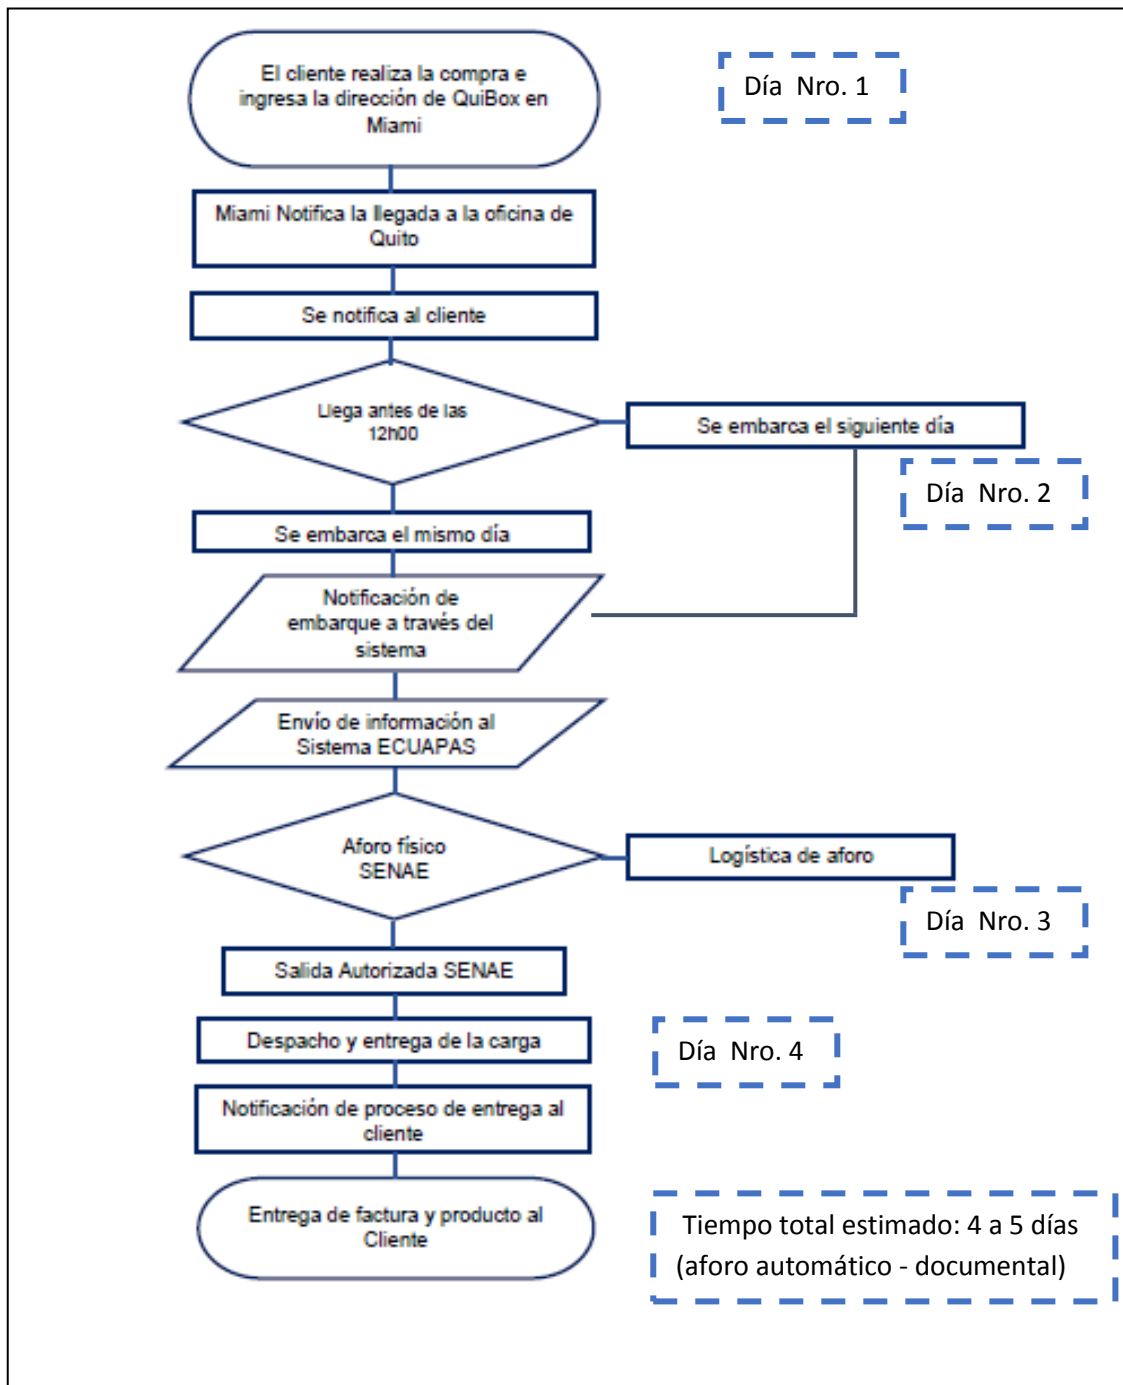 El cliente realiza la compra e
ingresa la dirección de QuiBox en
Miami
Día Nro. 1
Miami Notifica la llegada a la oficina de
Quito
Se notifica al cliente
Llega antes de las
12h00
Se embarca el siguiente día
Día Nro. 2
Se embarca el mismo día
Notificación de
embarque a través del
sistema
Envío de información al
Sistema ECUAPAS
Aforo físico
SENAE
Logística de aforo
Día Nro. 3
Salida Autorizada SENAE
Despacho y entrega de la carga
Día Nro. 4
Notificación de proceso de entrega al
cliente
Entrega de factura y producto al
Cliente
Tiempo total estimado: 4 a 5 días
(aforo automático - documental)